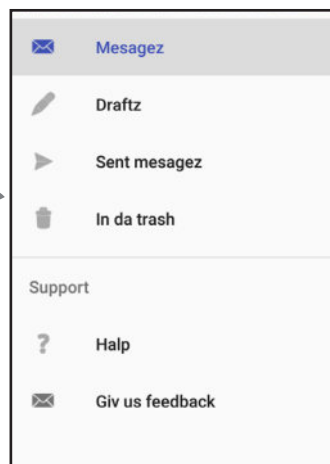 Mesagez
Draftz
Sent mesagez
In da trash
Support
Halp
Giv us feedback